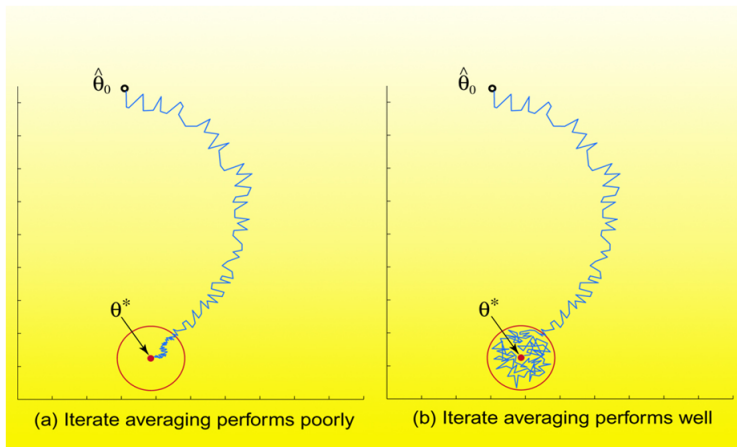 θ̂₀
θ*
(a) Iterate averaging performs poorly
θ̂₀
θ*
(b) Iterate averaging performs well